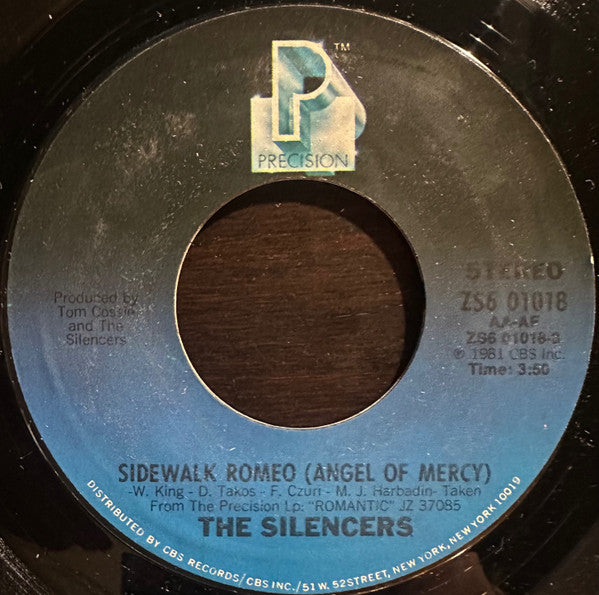 P
™
PRECISION
Produced by
Tom Cossie
and The
Silencers
STEREO
ZS6 01018
AA-AF
ZS6 01018-3
℗ 1981 CBS Inc.
Time: 3:50
SIDEWALK ROMEO (ANGEL OF MERCY)
-W. King - D. Takos - F. Czuri - M. J. Harbadin- Taken
From The Precision Lp: "ROMANTIC" JZ 37085
THE SILENCERS
DISTRIBUTED BY CBS RECORDS/CBS INC./51 W. 52 STREET, NEW YORK, NEW YORK 10019